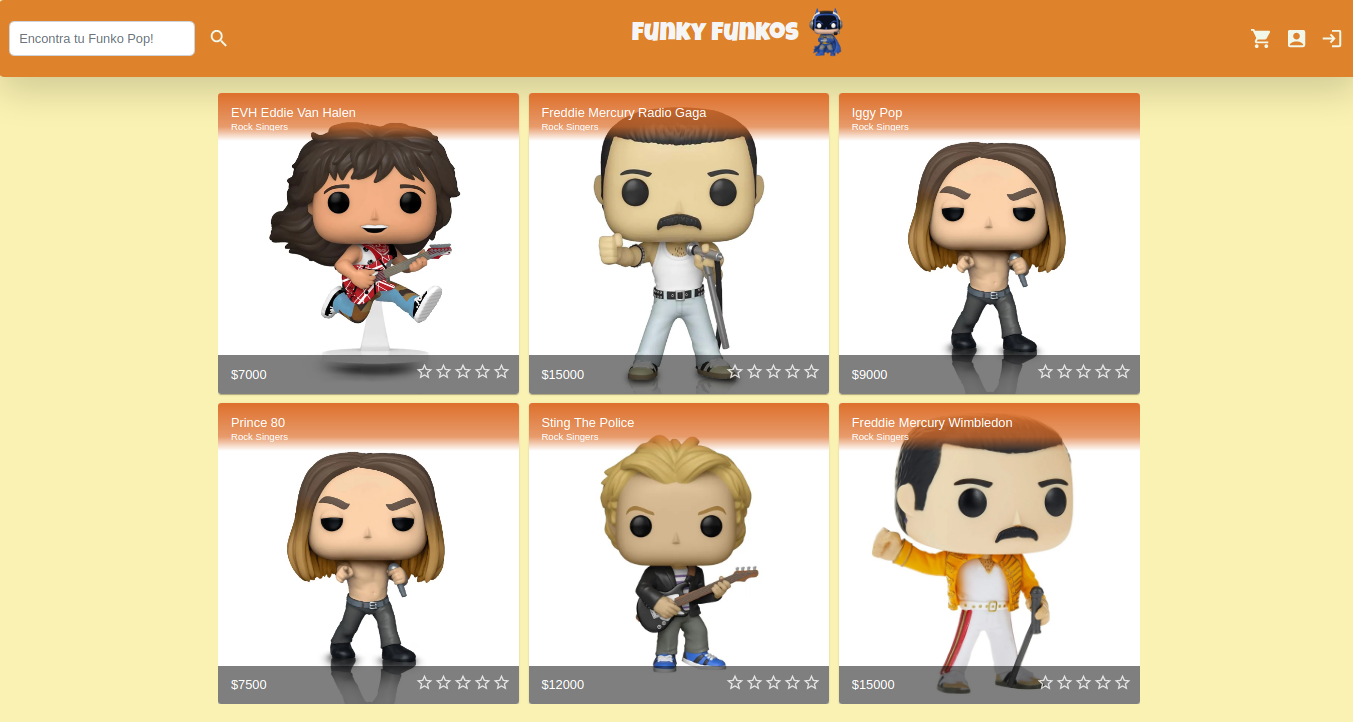 Encontra tu Funko Pop!
Funky Funkos
EVH Eddie Van Halen
Rock Singers
$7000
Freddie Mercury Radio Gaga
Rock Singers
$15000
Iggy Pop
Rock Singers
$9000
Prince 80
Rock Singers
$7500
Sting The Police
Rock Singers
$12000
Freddie Mercury Wimbledon
Rock Singers
$15000